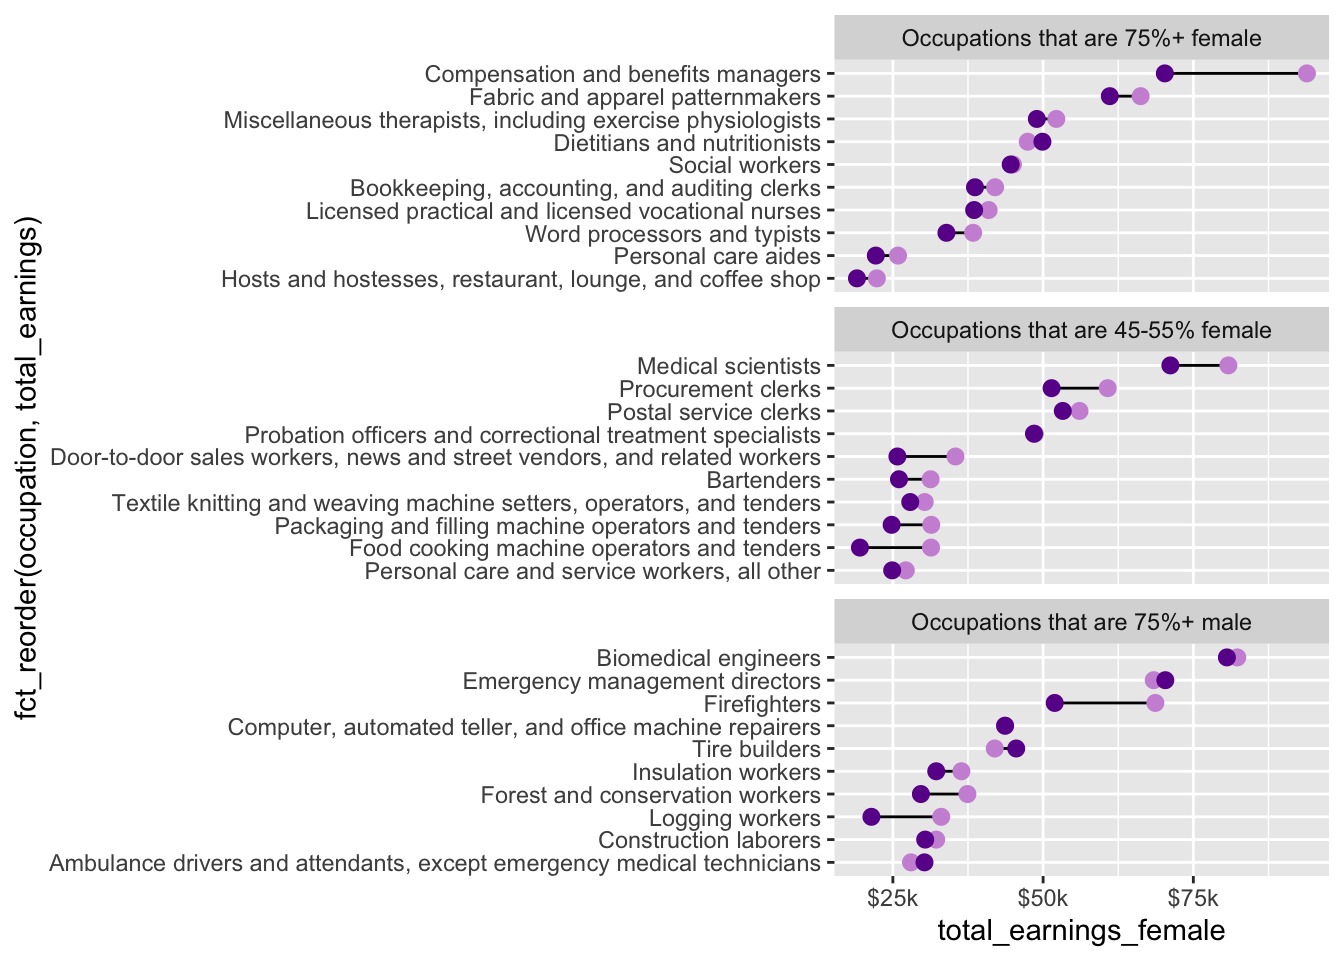 Occupations that are 75%+ female
Compensation and benefits managers
Fabric and apparel patternmakers
Miscellaneous therapists, including exercise physiologists
Dietitians and nutritionists
Social workers
Bookkeeping, accounting, and auditing clerks
Licensed practical and licensed vocational nurses
Word processors and typists
Personal care aides
Hosts and hostesses, restaurant, lounge, and coffee shop
Occupations that are 45-55% female
Medical scientists
Procurement clerks
Postal service clerks
Probation officers and correctional treatment specialists
Door-to-door sales workers, news and street vendors, and related workers
Bartenders
Textile knitting and weaving machine setters, operators, and tenders
Packaging and filling machine operators and tenders
Food cooking machine operators and tenders
Personal care and service workers, all other
Occupations that are 75%+ male
Biomedical engineers
Emergency management directors
Firefighters
Computer, automated teller, and office machine repairers
Tire builders
Insulation workers
Forest and conservation workers
Logging workers
Construction laborers
Ambulance drivers and attendants, except emergency medical technicians
$25k $50k $75k
total_earnings_female
fct_reorder(occupation, total_earnings)